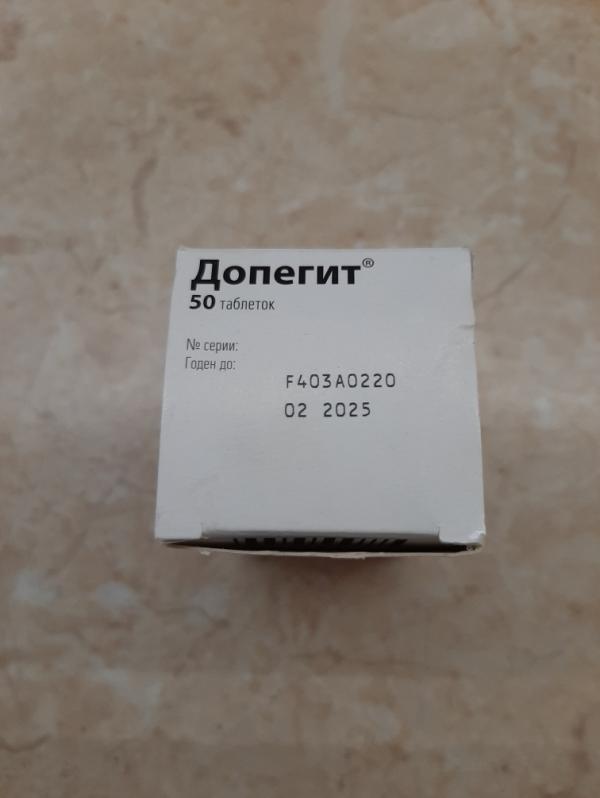 Допегит®
50 таблеток
№ серии:
Годен до:
F403A0220
02 2025